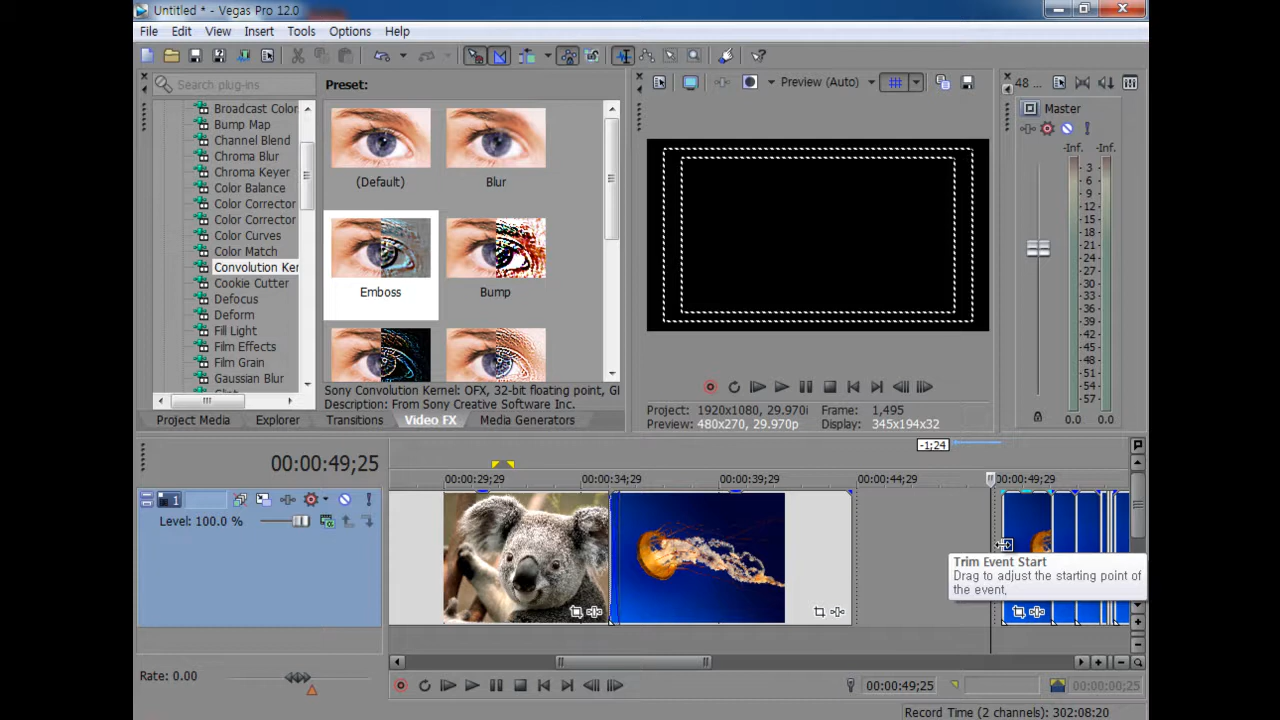 Untitled * - Vegas Pro 12.0
File Edit View Insert Tools Options Help
Search plug-ins
Preset:
Preview (Auto)
48 ...
Broadcast Color
Bump Map
Channel Blend
Chroma Blur
Chroma Keyer
Color Balance
Color Corrector
Color Corrector
Color Curves
Color Match
Convolution Ker
Cookie Cutter
Defocus
Deform
Fill Light
Film Effects
Film Grain
Gaussian Blur
(Default)
Blur
Emboss
Bump
Sony Convolution Kernel: OFX, 32-bit floating point, GI
Description: From Sony Creative Software Inc.
Project Media Explorer Transitions Video FX Media Generators
Project: 1920x1080, 29.970i
Frame: 1,495
Preview: 480x270, 29.970p
Display: 345x194x32
Master
-Inf. -Inf.
3
6
9
12
15
18
21
24
27
30
33
36
39
42
45
48
51
54
57
0.0 0.0
-1;24
00:00:49;25
00:00:29;29 00:00:34;29 00:00:39;29 00:00:44;29 00:00:49;29
1
Level: 100.0 %
Trim Event Start
Drag to adjust the starting point of
the event.
Rate: 0.00
00:00:49;25
00:00:00;25
Record Time (2 channels): 302:08:20